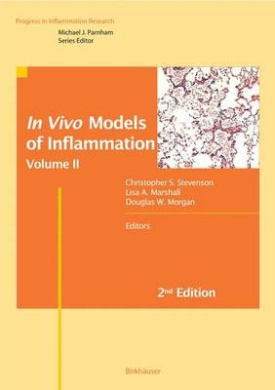 Progress in Inflammation Research
Michael J. Parnham
Series Editor
In Vivo Models
of Inflammation
Volume II
Christopher S. Stevenson
Lisa A. Marshall
Douglas W. Morgan
Editors
2nd Edition
Birkhäuser